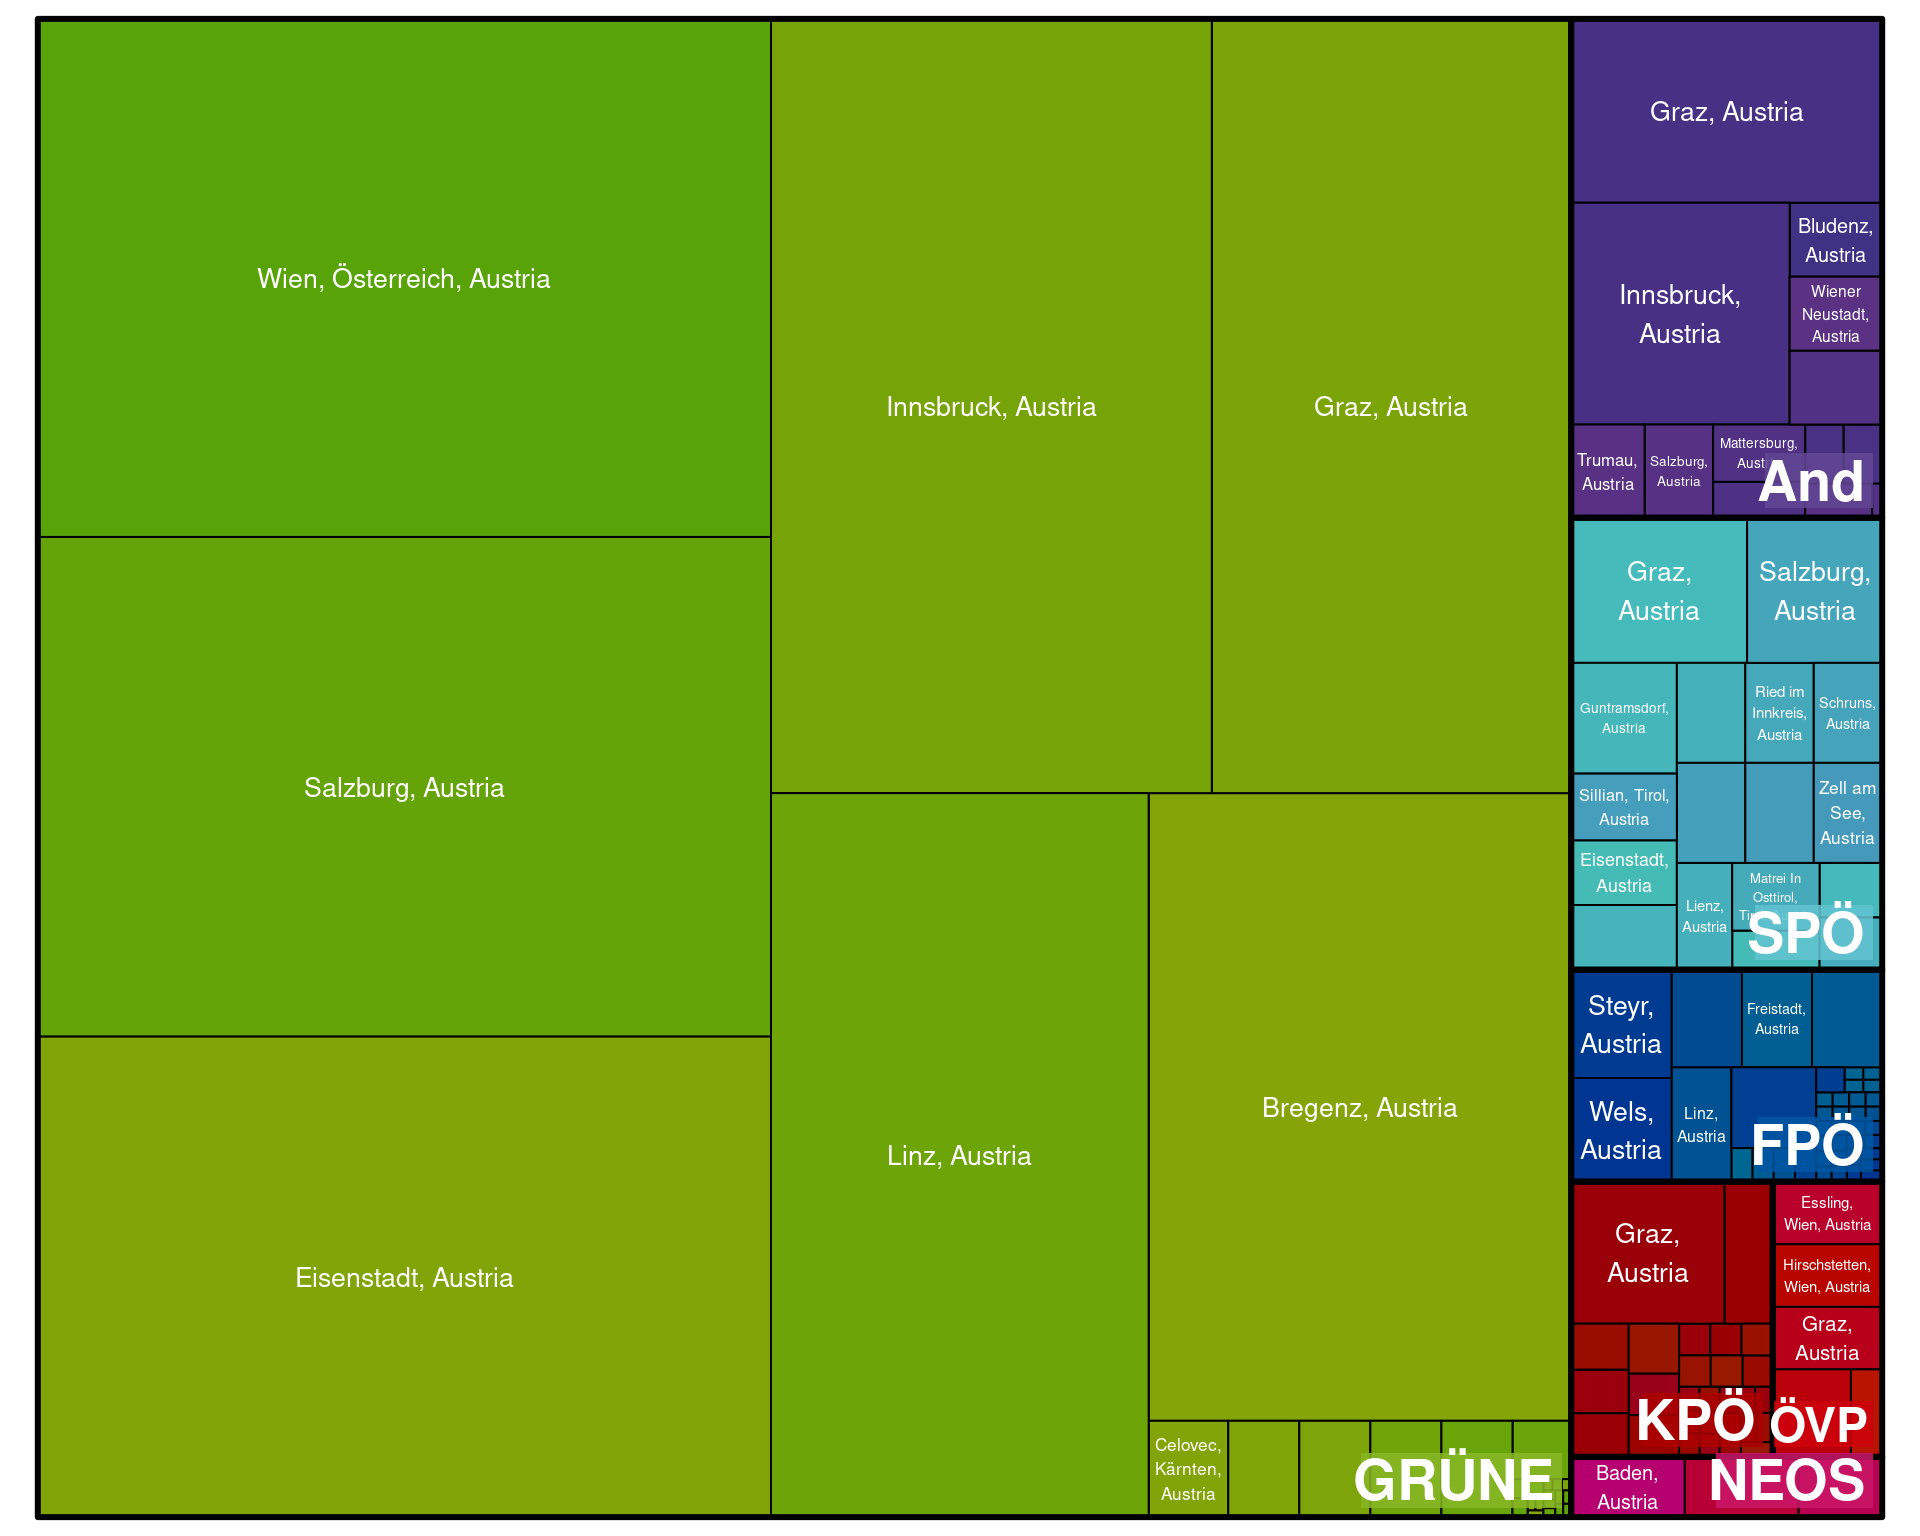 Wien, Österreich, Austria
Salzburg, Austria
Eisenstadt, Austria
Innsbruck, Austria
Graz, Austria
Linz, Austria
Bregenz, Austria
Celovec,
Kärnten,
Austria
GRÜNE
Graz, Austria
Innsbruck,
Austria
Bludenz,
Austria
Wiener
Neustadt,
Austria
Trumau,
Austria
Salzburg,
Austria
Mattersburg,
And
Graz,
Austria
Salzburg,
Austria
Guntramsdorf,
Austria
Ried im
Innkreis,
Austria
Schruns,
Austria
Sillian, Tirol,
Austria
Zell am
See,
Austria
Eisenstadt,
Austria
Lienz,
Austria
Matrei In
Osttirol,
SPÖ
Steyr,
Austria
Freistadt,
Austria
Wels,
Austria
Linz,
Austria
FPÖ
Graz,
Austria
KPÖ
Essling,
Wien, Austria
Hirschstetten,
Wien, Austria
Graz,
Austria
ÖVP
Baden,
Austria
NEOS